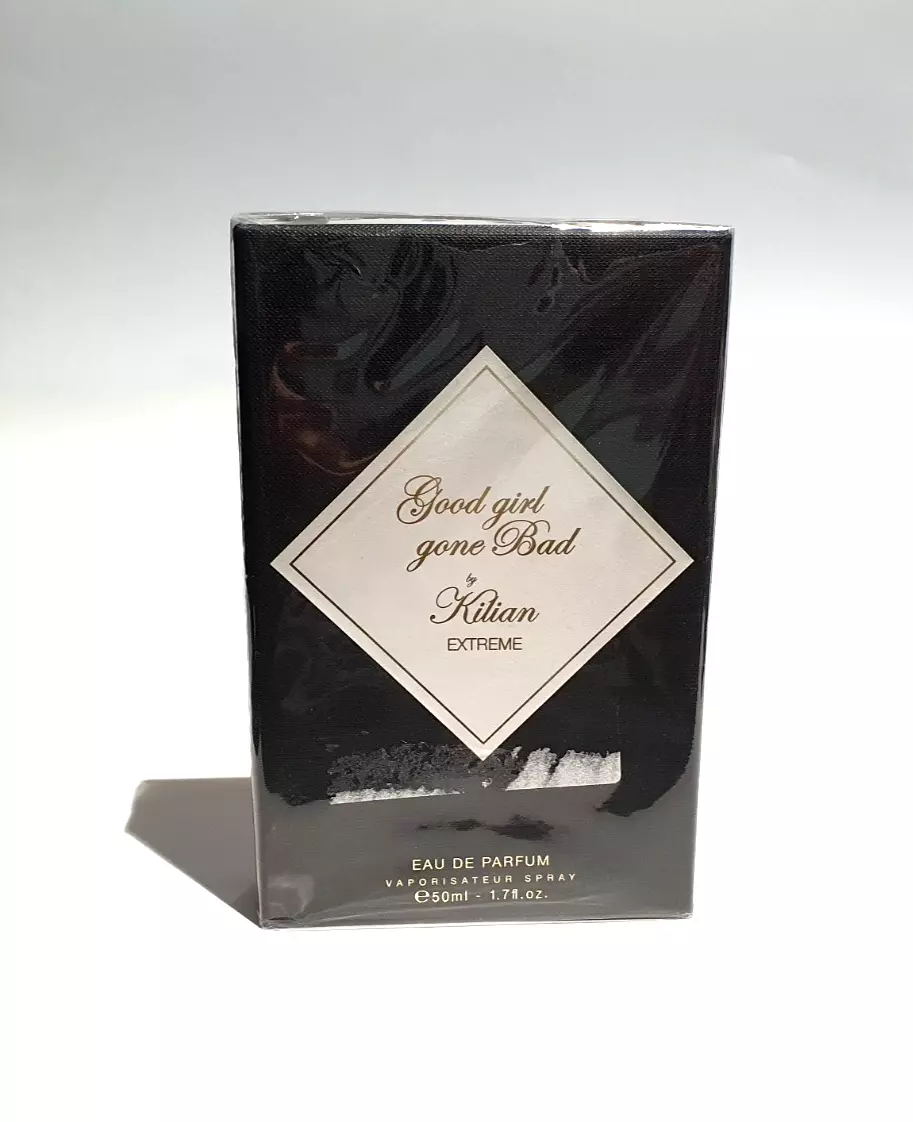 Good girl
gone Bad
by
Kilian
EXTREME
EAU DE PARFUM
VAPORISATEUR SPRAY
℮50ml - 1.7fl.oz.